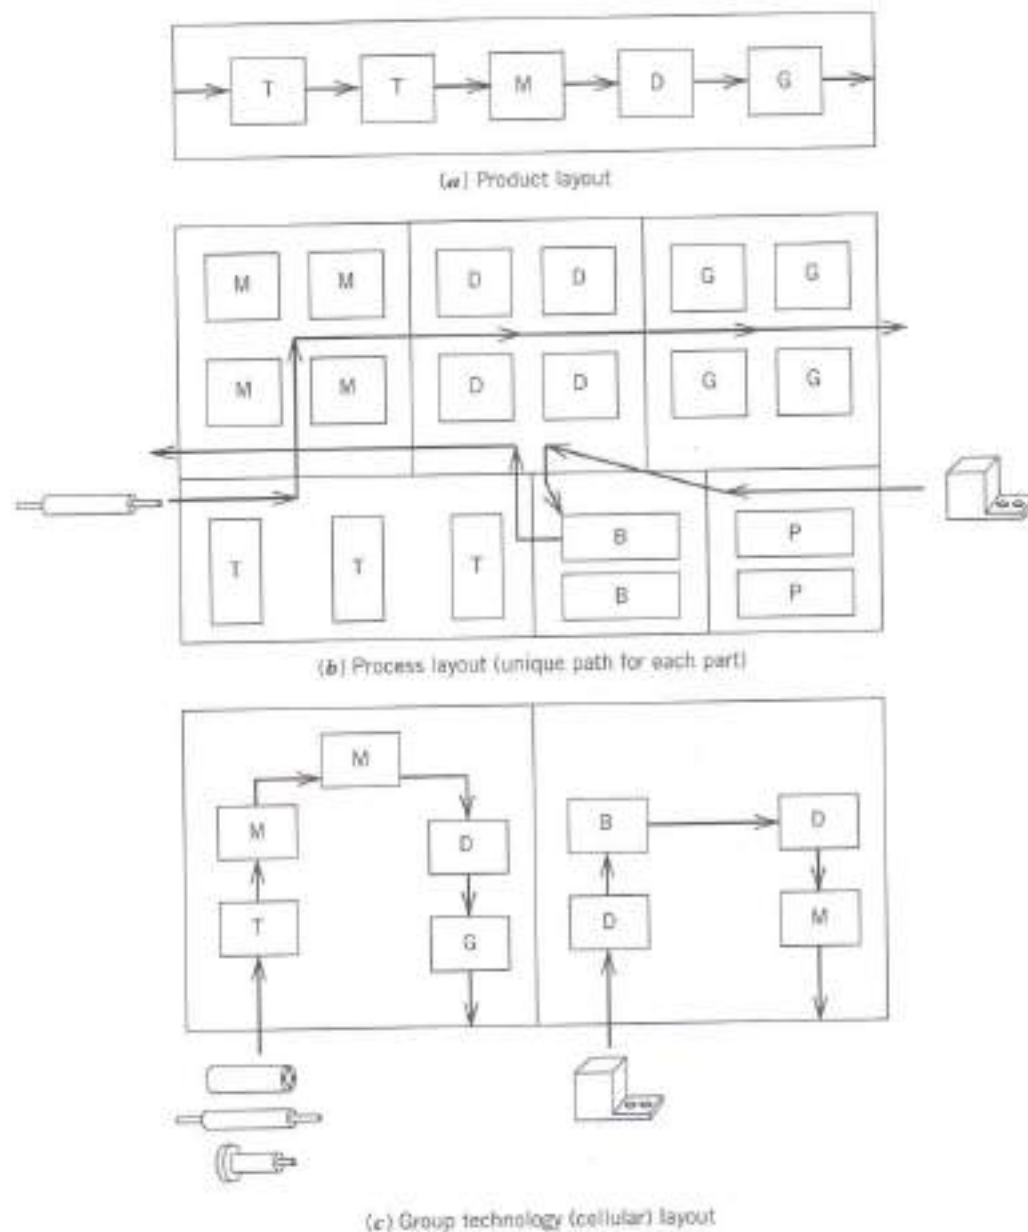 T T M D G
(a) Product layout
M M D D G G
M M D D G G
T T T B P
B P
(b) Process layout (unique path for each part)
M
B D
M D
T D M
G
(c) Group technology (cellular) layout